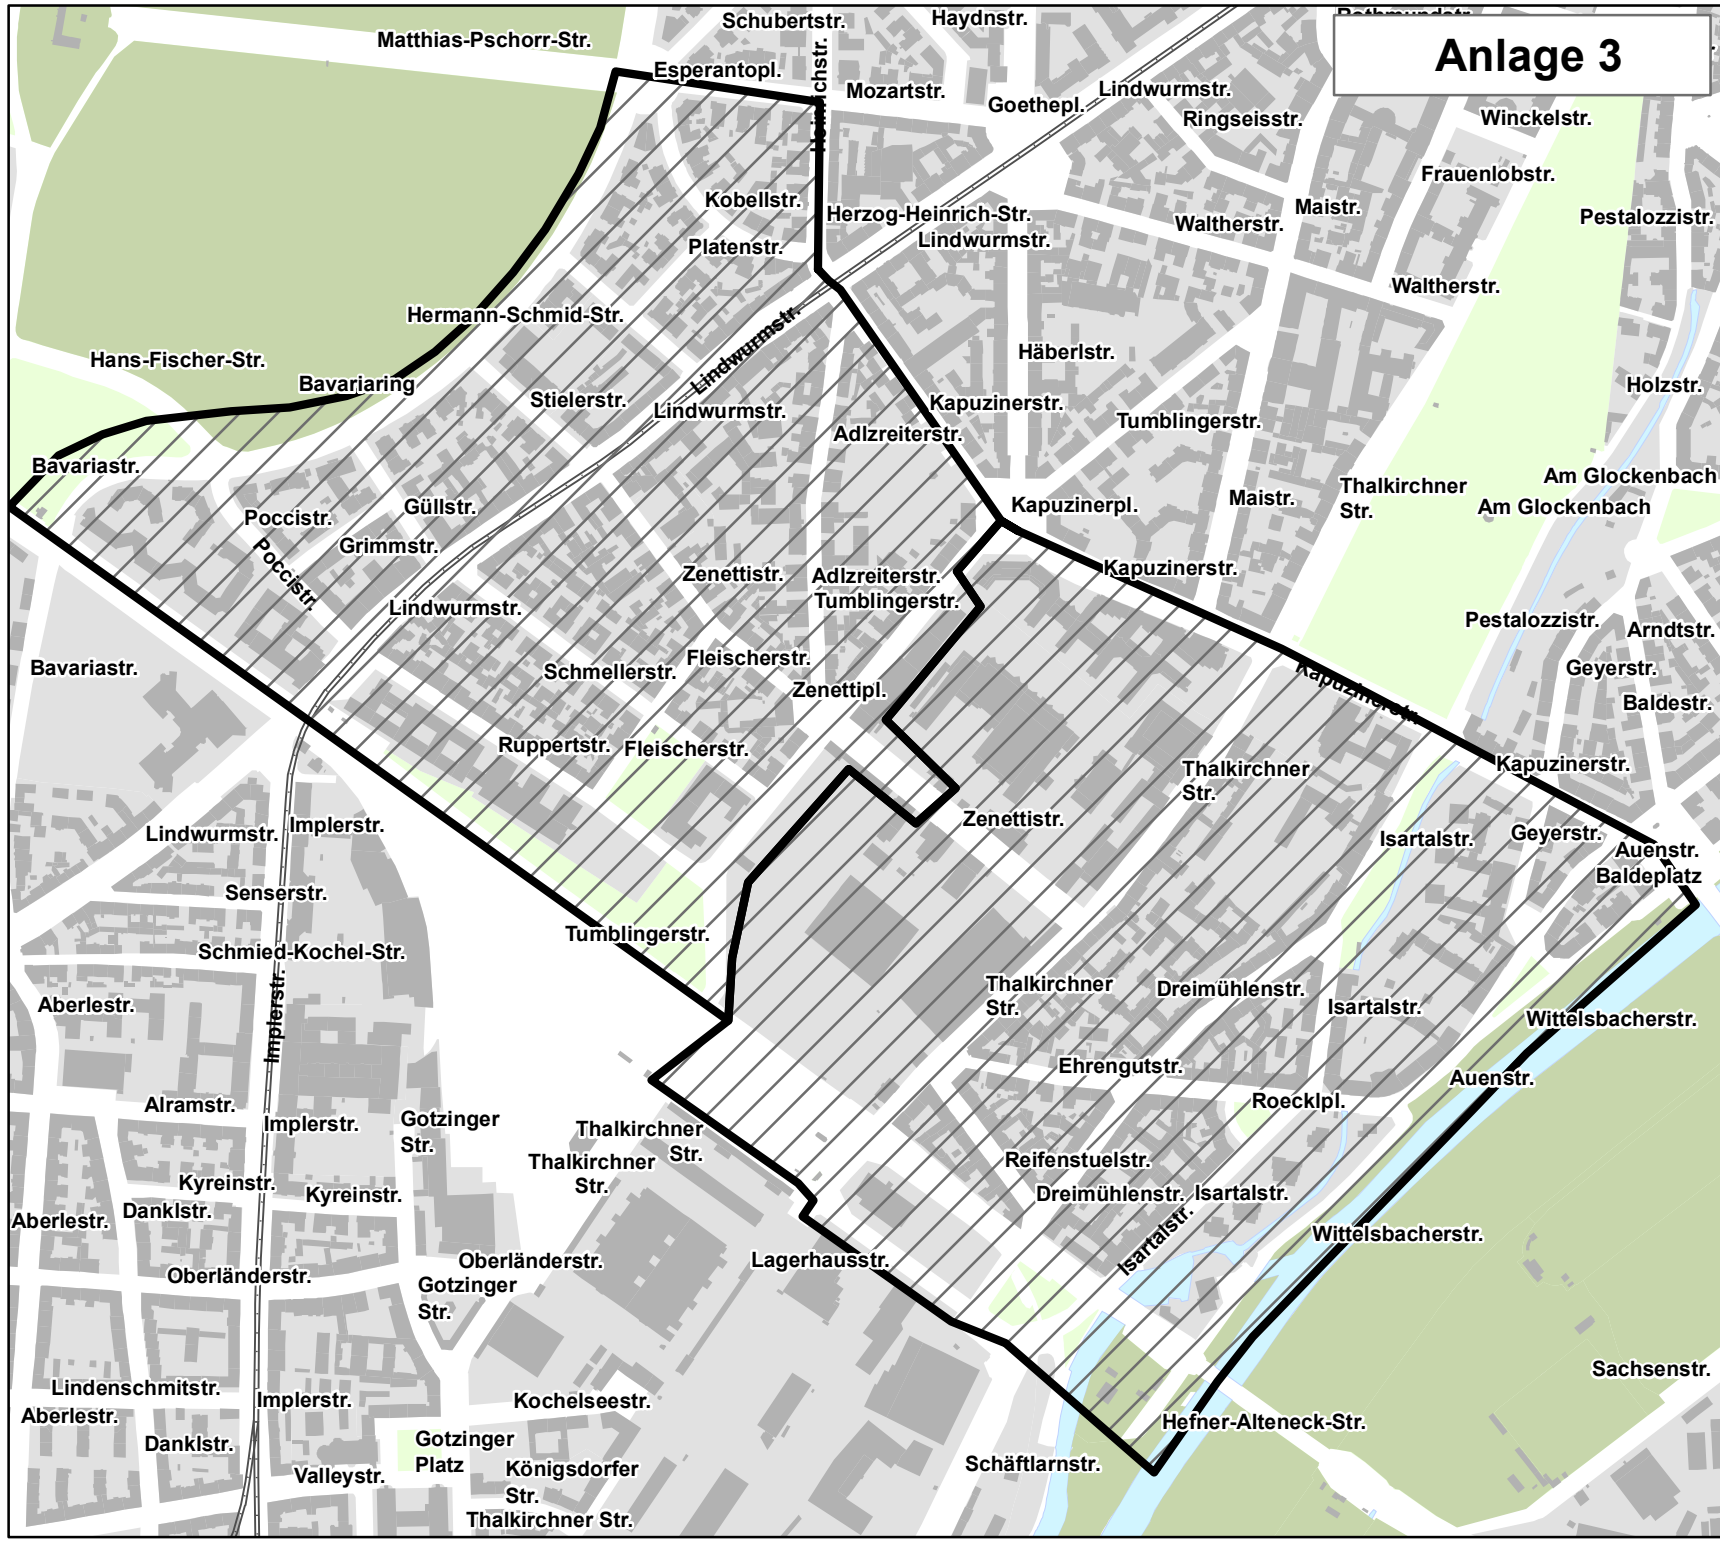 Schubertstr.
Haydnstr.
Rothmundstr.
Anlage 3
Matthias-Pschorr-Str.
Esperantopl.
Heinrichstr.
Mozartstr.
Goethepl.
Lindwurmstr.
Ringseisstr.
Winckelstr.
Frauenlobstr.
Kobellstr.
Herzog-Heinrich-Str.
Maistr.
Pestalozzistr.
Waltherstr.
Platenstr.
Lindwurmstr.
Waltherstr.
Hermann-Schmid-Str.
Lindwurmstr.
Häberlstr.
Hans-Fischer-Str.
Bavariaring
Stielerstr.
Lindwurmstr.
Kapuzinerstr.
Holzstr.
Tumblingerstr.
Adlzreiterstr.
Bavariastr.
Am Glockenbach
Thalkirchner
Str.
Maistr.
Am Glockenbach
Güllstr.
Kapuzinerpl.
Poccistr.
Grimmstr.
Poccistr.
Zenettistr.
Adlzreiterstr.
Kapuzinerstr.
Tumblingerstr.
Lindwurmstr.
Pestalozzistr.
Arndtstr.
Bavariastr.
Schmellerstr.
Fleischerstr.
Geyerstr.
Zenettipl.
Kapuzinerstr.
Baldestr.
Ruppertstr.
Fleischerstr.
Thalkirchner
Str.
Kapuzinerstr.
Lindwurmstr.
Implerstr.
Zenettistr.
Isartalstr.
Geyerstr.
Auenstr.
Baldeplatz
Senserstr.
Tumblingerstr.
Schmied-Kochel-Str.
Implerstr.
Aberlestr.
Thalkirchner
Str.
Dreimühlenstr.
Isartalstr.
Wittelsbacherstr.
Ehrengutstr.
Auenstr.
Roecklpl.
Alramstr.
Implerstr.
Gotzinger
Str.
Thalkirchner
Str.
Thalkirchner
Str.
Reifenstuelstr.
Kyreinstr.
Kyreinstr.
Dreimühlenstr.
Isartalstr.
Aberlestr.
Danklstr.
Isartalstr.
Wittelsbacherstr.
Oberländerstr.
Lagerhausstr.
Oberländerstr.
Gotzinger
Str.
Sachsenstr.
Lindenschmitstr.
Implerstr.
Kochelseestr.
Aberlestr.
Hefner-Alteneck-Str.
Danklstr.
Gotzinger
Platz
Valleystr.
Königsdorfer
Str.
Schäftlarnstr.
Thalkirchner Str.